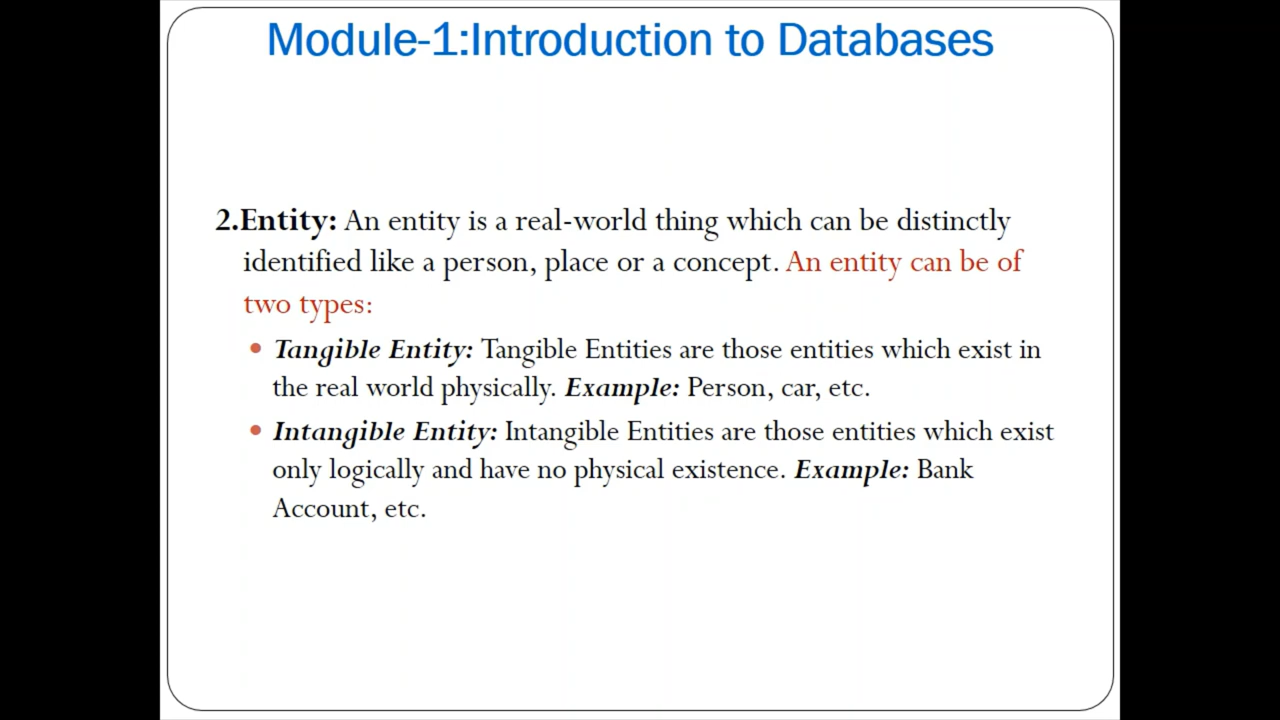 Module-1:Introduction to Databases
2.Entity: An entity is a real-world thing which can be distinctly
identified like a person, place or a concept. An entity can be of
two types:
• Tangible Entity: Tangible Entities are those entities which exist in
the real world physically. Example: Person, car, etc.
• Intangible Entity: Intangible Entities are those entities which exist
only logically and have no physical existence. Example: Bank
Account, etc.